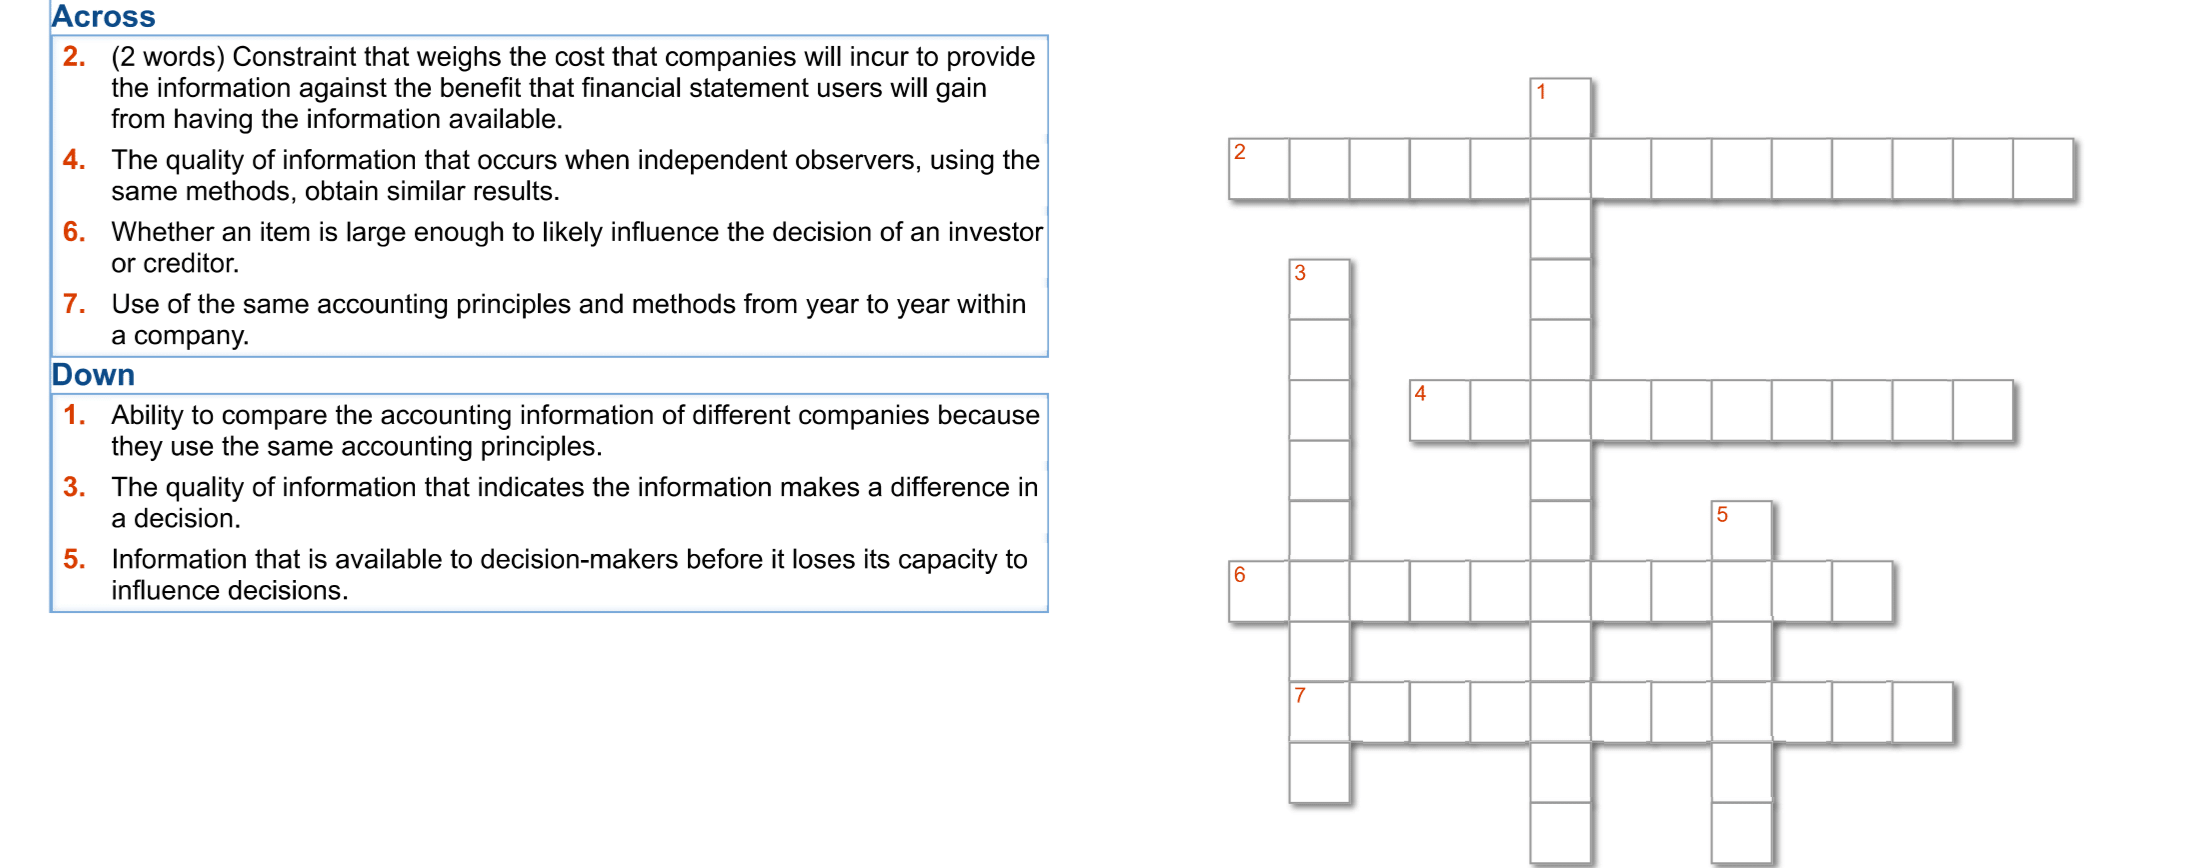 Across
2. (2 words) Constraint that weighs the cost that companies will incur to provide
the information against the benefit that financial statement users will gain
from having the information available.
4. The quality of information that occurs when independent observers, using the
same methods, obtain similar results.
6. Whether an item is large enough to likely influence the decision of an investor
or creditor.
7. Use of the same accounting principles and methods from year to year within
a company.
Down
1. Ability to compare the accounting information of different companies because
they use the same accounting principles.
3. The quality of information that indicates the information makes a difference in
a decision.
5. Information that is available to decision-makers before it loses its capacity to
influence decisions.
1
2
3
4
5
6
7